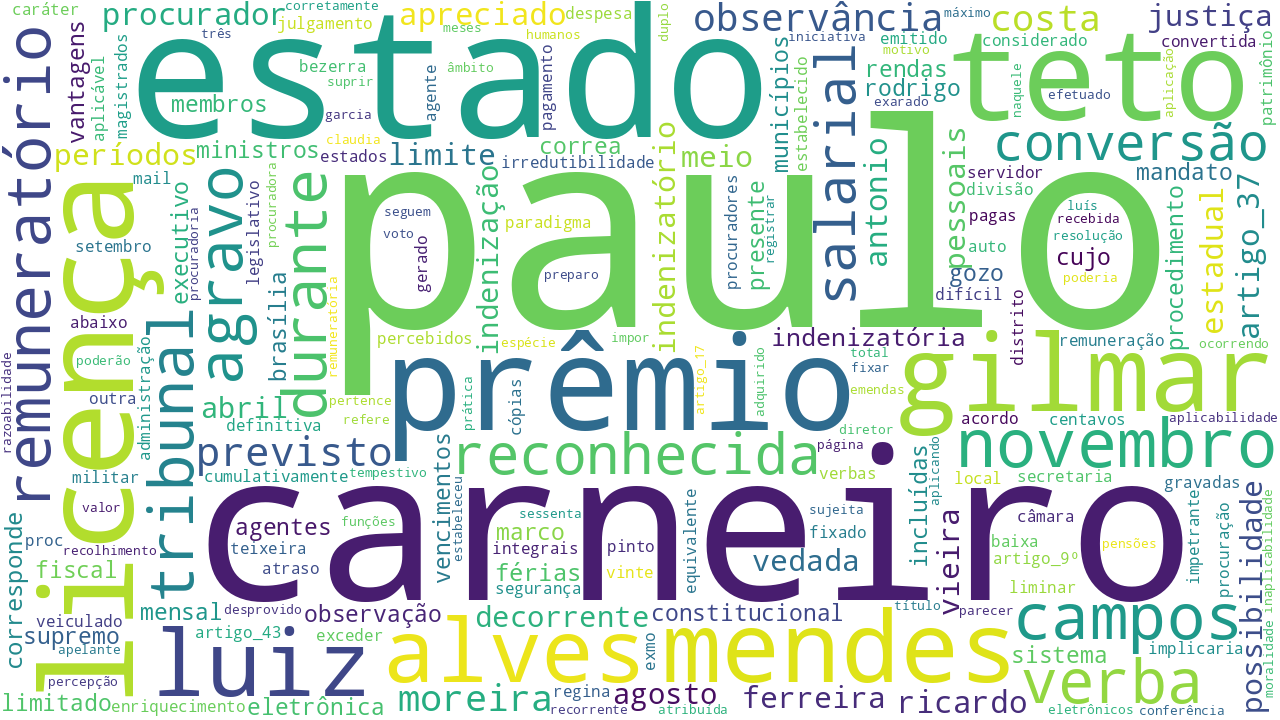 caráter
procurador
corretamente
julgamento
três
apreciado
meses
despesa
humanos
duplo
observância
máximo
iniciativa
costa
justiça
convertida
vantagens
aplicável
magistrados
estado
bezerra
suprir
membros
garcia
âmbito
agente
pagamento
municípios
estabelecido
salarial
emitido
motivo
rendas
rodrigo
exarado
considerado
teto
naquele
efetuado
aplicação
patrimônio
remuneratório
períodos
ministros
claudia
estados
limite
correa
irredutibilidade
meio
antonio
pessoais
servidor
divisão
conversão
mandato
mail
licença
setembro
executivo
procuradoria
agravo
legislativo
procuradora
durante
paulo
seguem
voto
gerado
indenização
paradigma
preparo
indenizatório
procuradores
presente
registrar
pagas
auto
gozo
difícil
luís
recebida
resolução
cujo
poderia
procedimento
estadual
artigo_37
abaixo
brasília
remuneratória
percebidos
espécie
impor
indenizatória
distrito
remuneração
ocorrendo
razoabilidade
poderão
outra
administração
tribunal
abril
definitiva
pertence
refere
prêmio
prática
cópias
artigo_17
adquirido
total
fixar
emendas
gilmar
acordo
centavos
aplicabilidade
militar
valor
previsto
cumulativamente
tempestivo
vencimentos
estabeleceu
reconhecida
diretor
página
verbas
incluídas
aplicando
novembro
local
secretaria
gravadas
corresponde
proc
recolhimento
fiscal
agentes
teixeira
atraso
funções
carneiro
sessenta
marco
integrais
férias
segurança
pinto
vinte
equivalente
sujeita
fixado
vedada
vieira
câmara
baixa
artigo_9º
liminar
pensões
impetrante
procuração
possibilidade
inaplicabilidade
moralidade
veiculado
supremo
apelante
percepção
mensal
desprovido
artigo_43
observação
exceder
luiz
decorrente
alves
exmo
constitucional
mendes
título
parecer
campos
sistema
implicaria
verba
limitado
enriquecimento
eletrônica
moreira
regina
recorrente
agosto
atribuída
ferreira
ricardo
eletrônicos
conferência